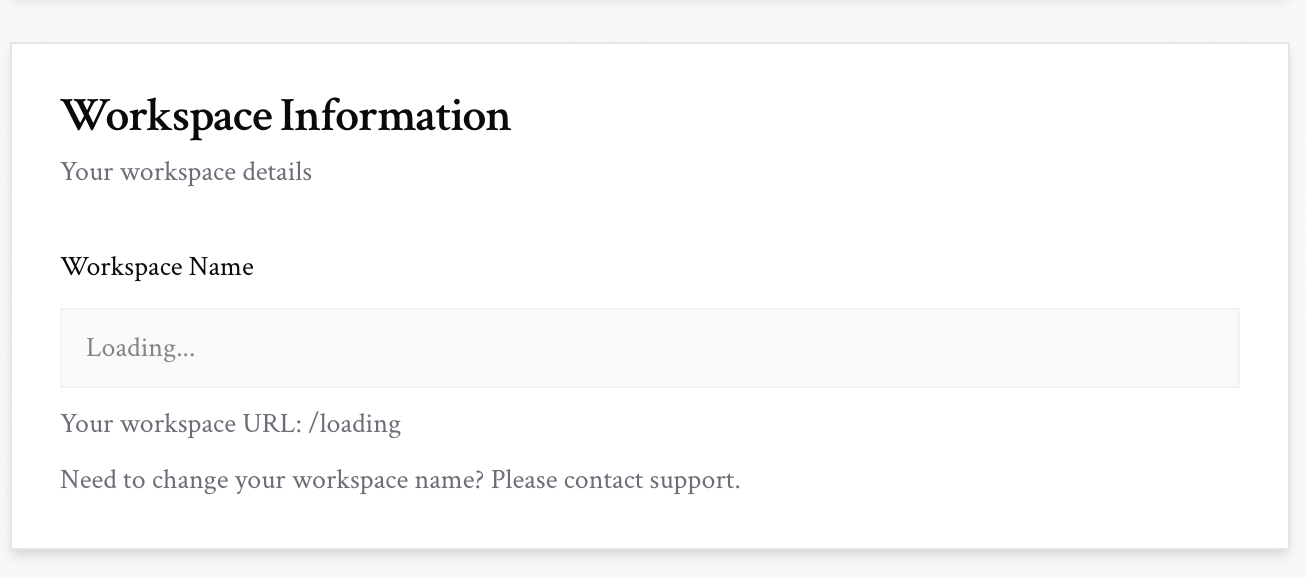 Workspace Information
Your workspace details
Workspace Name
Loading...
Your workspace URL: /loading
Need to change your workspace name? Please contact support.